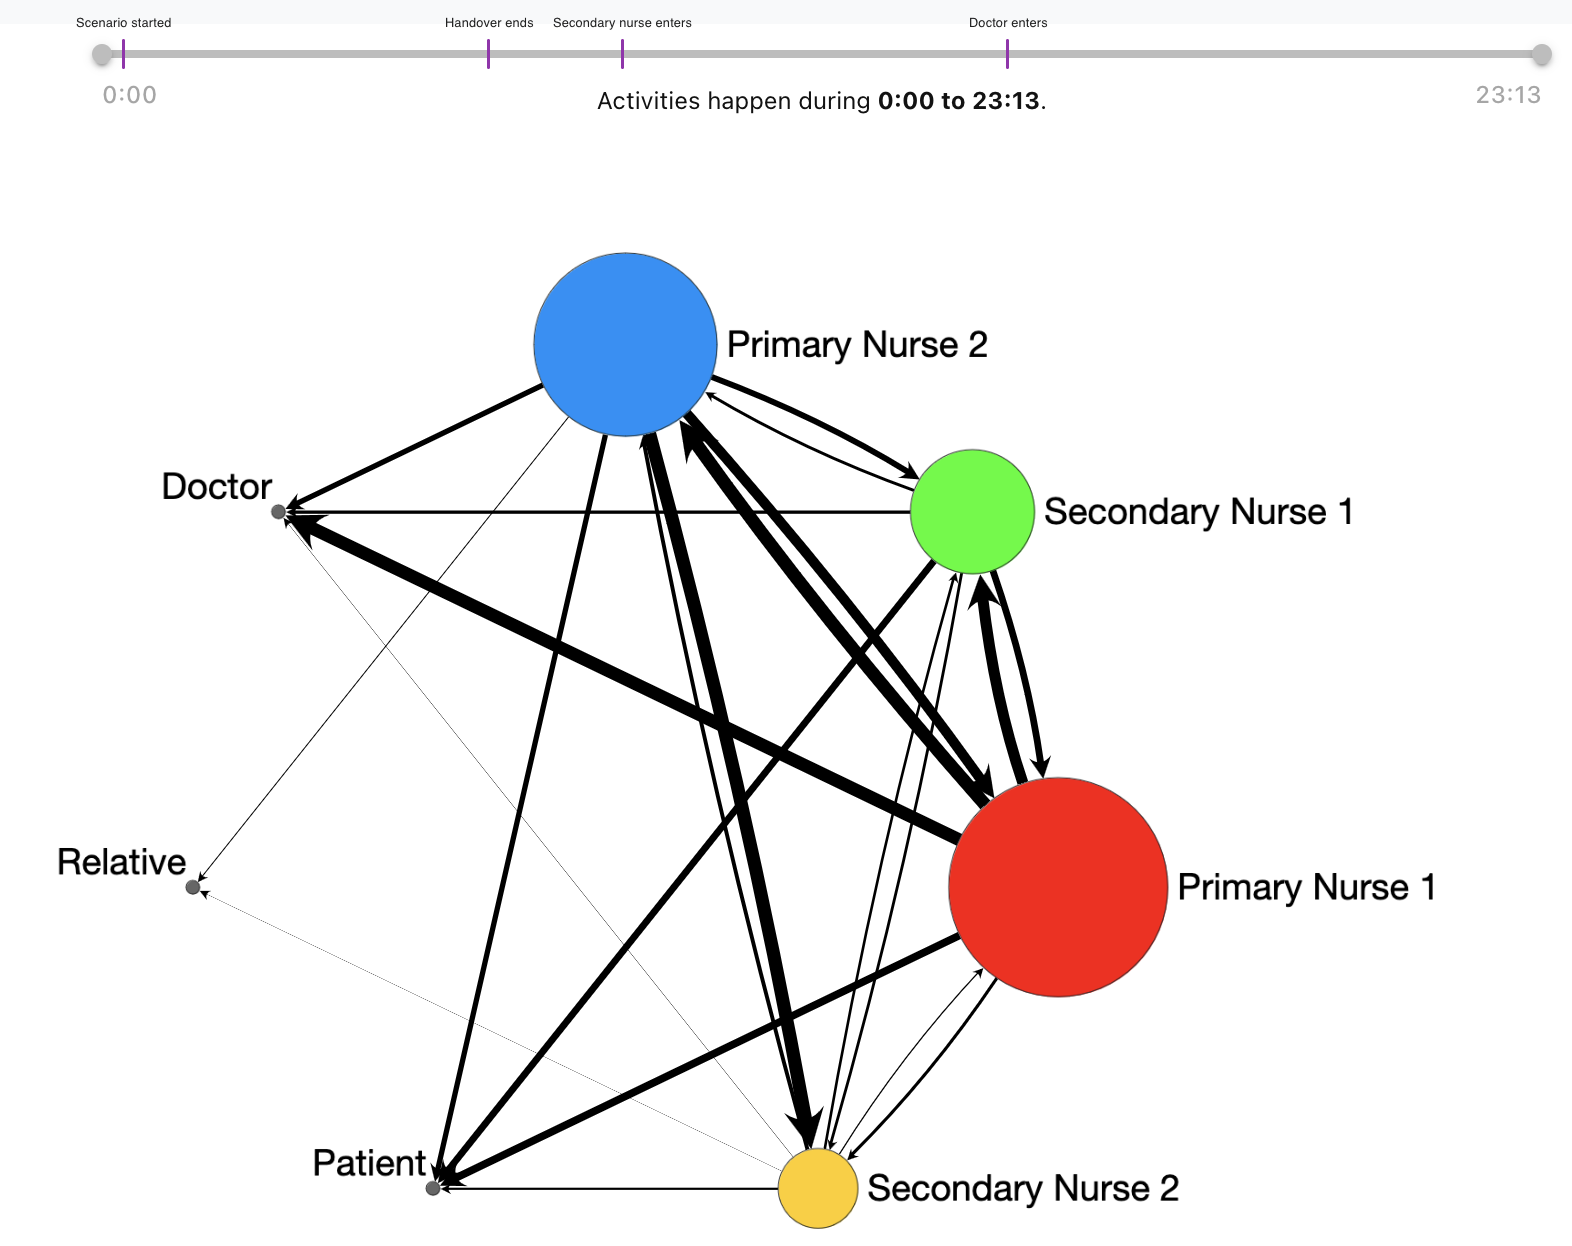 Scenario started
Handover ends
Secondary nurse enters
Doctor enters
0:00
Activities happen during 0:00 to 23:13.
23:13
Primary Nurse 2
Doctor
Secondary Nurse 1
Relative
Primary Nurse 1
Patient
Secondary Nurse 2